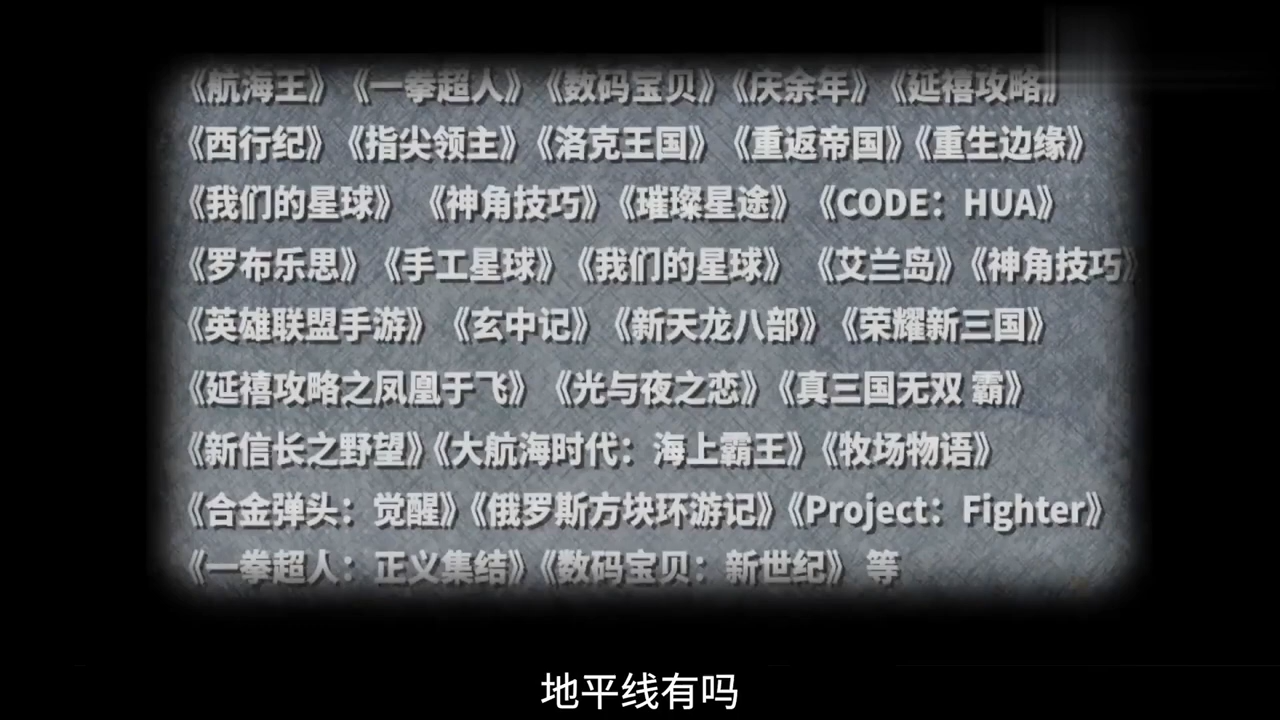 《航海王》 《一拳超人》 《数码宝贝》《庆余年》 《延禧攻略》
《西行纪》 《指尖领主》 《洛克王国》 《重返帝国》《重生边缘》
《我们的星球》 《神角技巧》 《璀璨星途》 《CODE：HUA》
《罗布乐思》 《手工星球》 《我们的星球》 《艾兰岛》《神角技巧》
《英雄联盟手游》 《玄中记》 《新天龙八部》 《荣耀新三国》
《延禧攻略之凤凰于飞》 《光与夜之恋》《真三国无双 霸》
《新信长之野望》《大航海时代：海上霸王》《牧场物语》
《合金弹头：觉醒》《俄罗斯方块环游记》《Project：Fighter》
《一拳超人：正义集结》《数码宝贝：新世纪》 等
地平线有吗